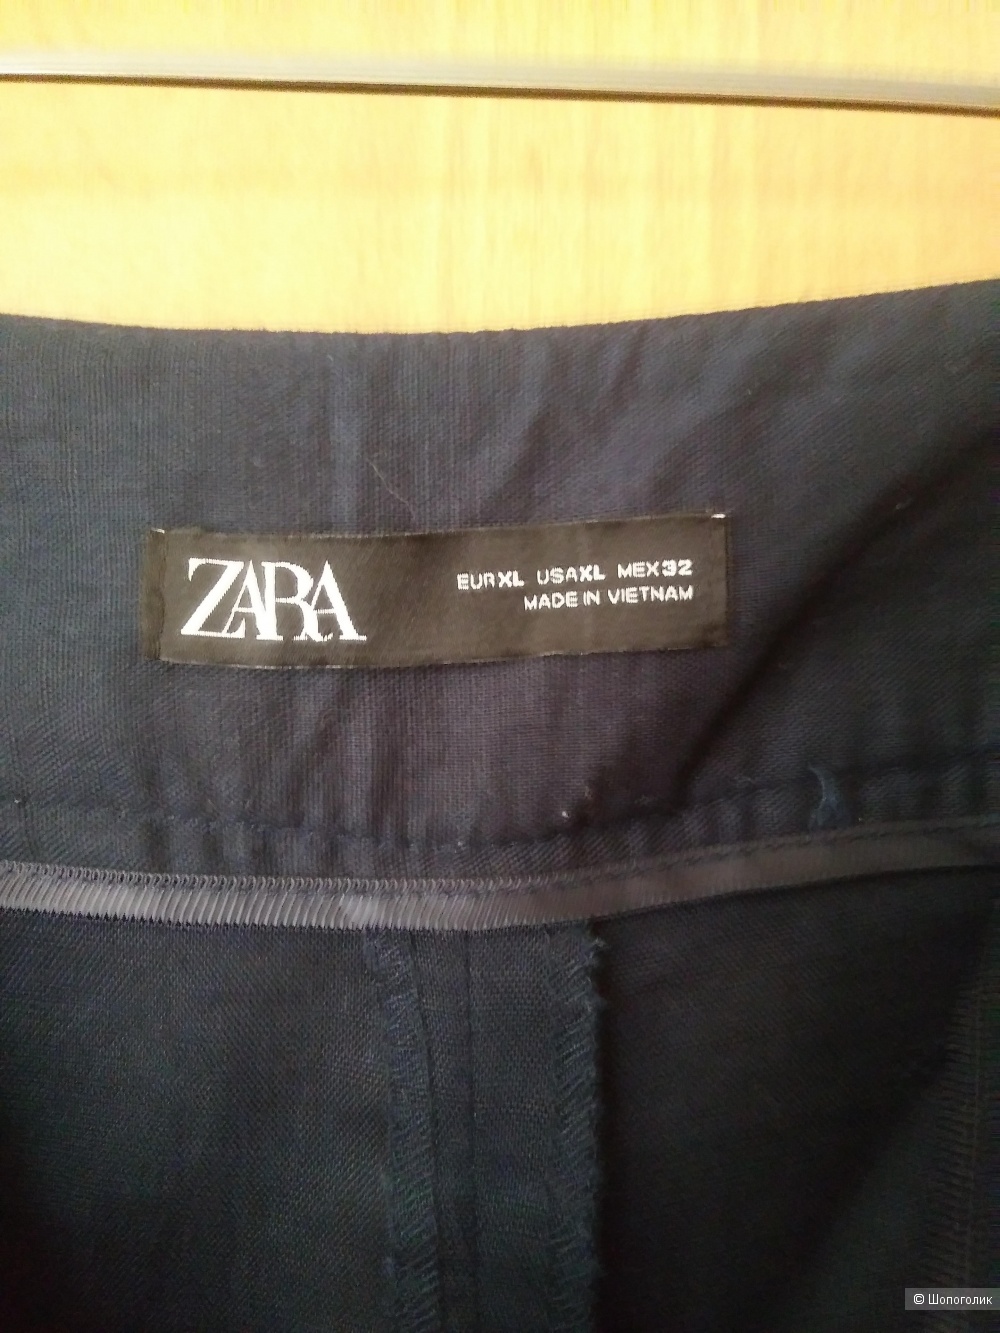 ZARA
EUR XL USA XL MEX 32
MADE IN VIETNAM
© Шопоголик